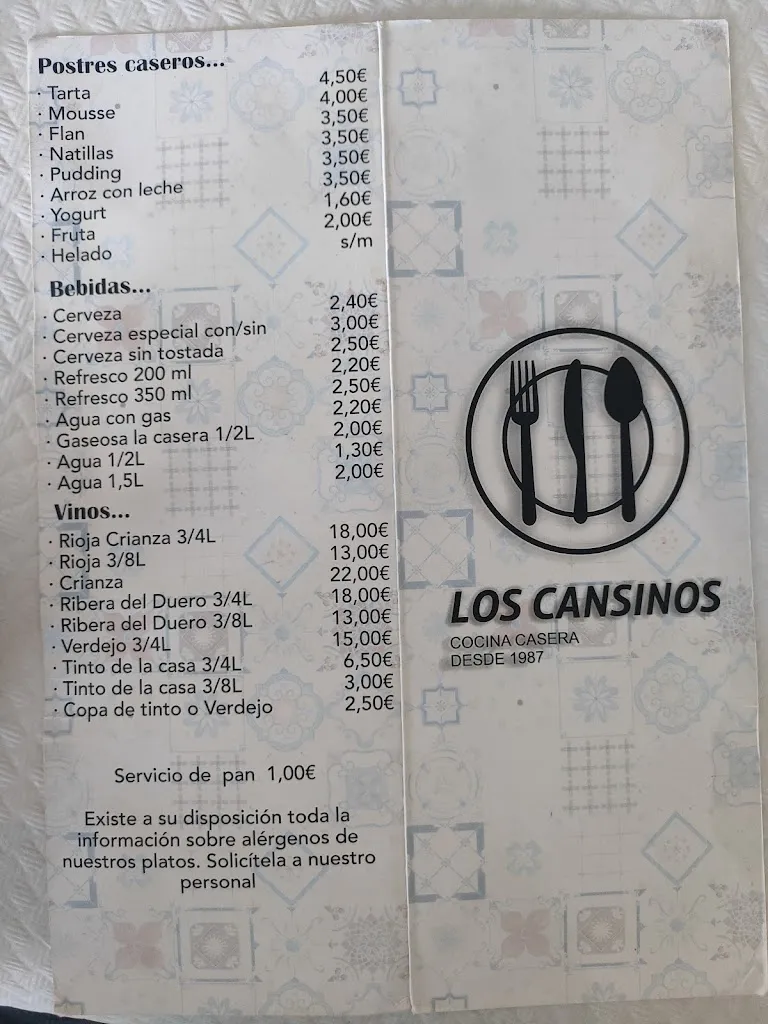 Postres caseros...
· Tarta 4,50€
· Mousse 4,00€
· Flan 3,50€
· Natillas 3,50€
· Pudding 3,50€
· Arroz con leche 3,50€
· Yogurt 1,60€
· Fruta 2,00€
· Helado s/m
Bebidas...
· Cerveza 2,40€
· Cerveza especial con/sin 3,00€
· Cerveza sin tostada 2,50€
· Refresco 200 ml 2,20€
· Refresco 350 ml 2,50€
· Agua con gas 2,20€
· Gaseosa la casera 1/2L 2,00€
· Agua 1/2L 1,30€
· Agua 1,5L 2,00€
Vinos...
· Rioja Crianza 3/4L 18,00€
· Rioja 3/8L 13,00€
· Crianza 22,00€
· Ribera del Duero 3/4L 18,00€
· Ribera del Duero 3/8L 13,00€
· Verdejo 3/4L 15,00€
· Tinto de la casa 3/4L 6,50€
· Tinto de la casa 3/8L 3,00€
· Copa de tinto o Verdejo 2,50€
Servicio de pan 1,00€
Existe a su disposición toda la
información sobre alérgenos de
nuestros platos. Solicítela a nuestro
personal
LOS CANSINOS
COCINA CASERA
DESDE 1987